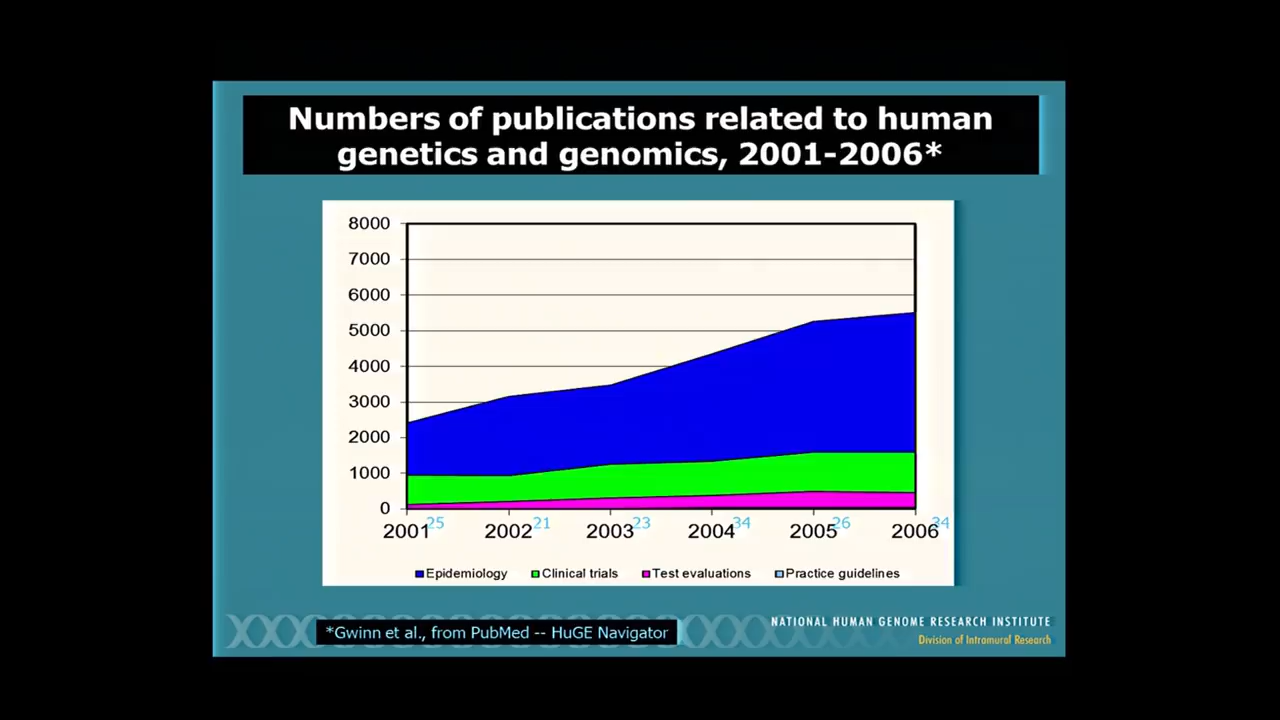 Numbers of publications related to human
genetics and genomics, 2001-2006*
8000
7000
6000
5000
4000
3000
2000
1000
0
25 21 23 34 26 34
2001 2002 2003 2004 2005 2006
Epidemiology Clinical trials Test evaluations Practice guidelines
*Gwinn et al., from PubMed -- HuGE Navigator
NATIONAL HUMAN GENOME RESEARCH INSTITUTE
Division of Intramural Research